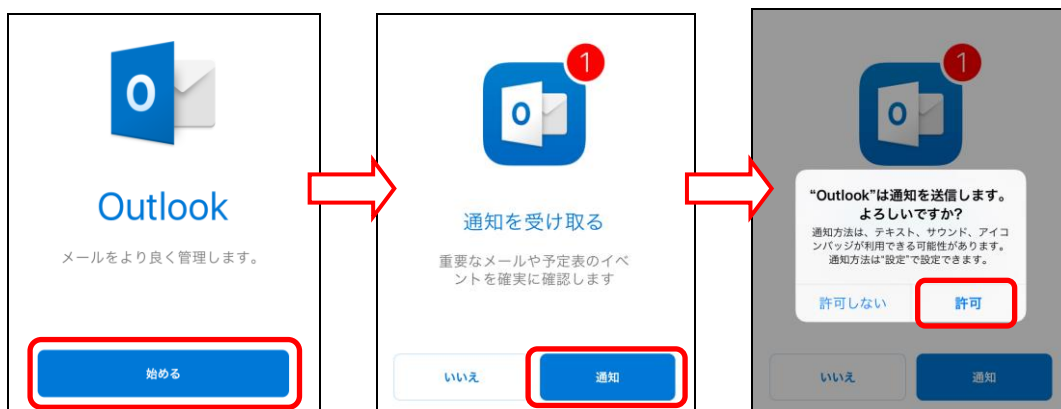 O
Outlook
メールをより良く管理します。
始める
1
O
通知を受け取る
重要なメールや予定表のイベ
ントを確実に確認します
いいえ
通知
1
O
“Outlook”は通知を送信します。
よろしいですか?
通知方法は、テキスト、サウンド、アイコ
ンバッジが利用できる可能性があります。
通知方法は“設定”で設定できます。
許可しない
許可
いいえ
通知